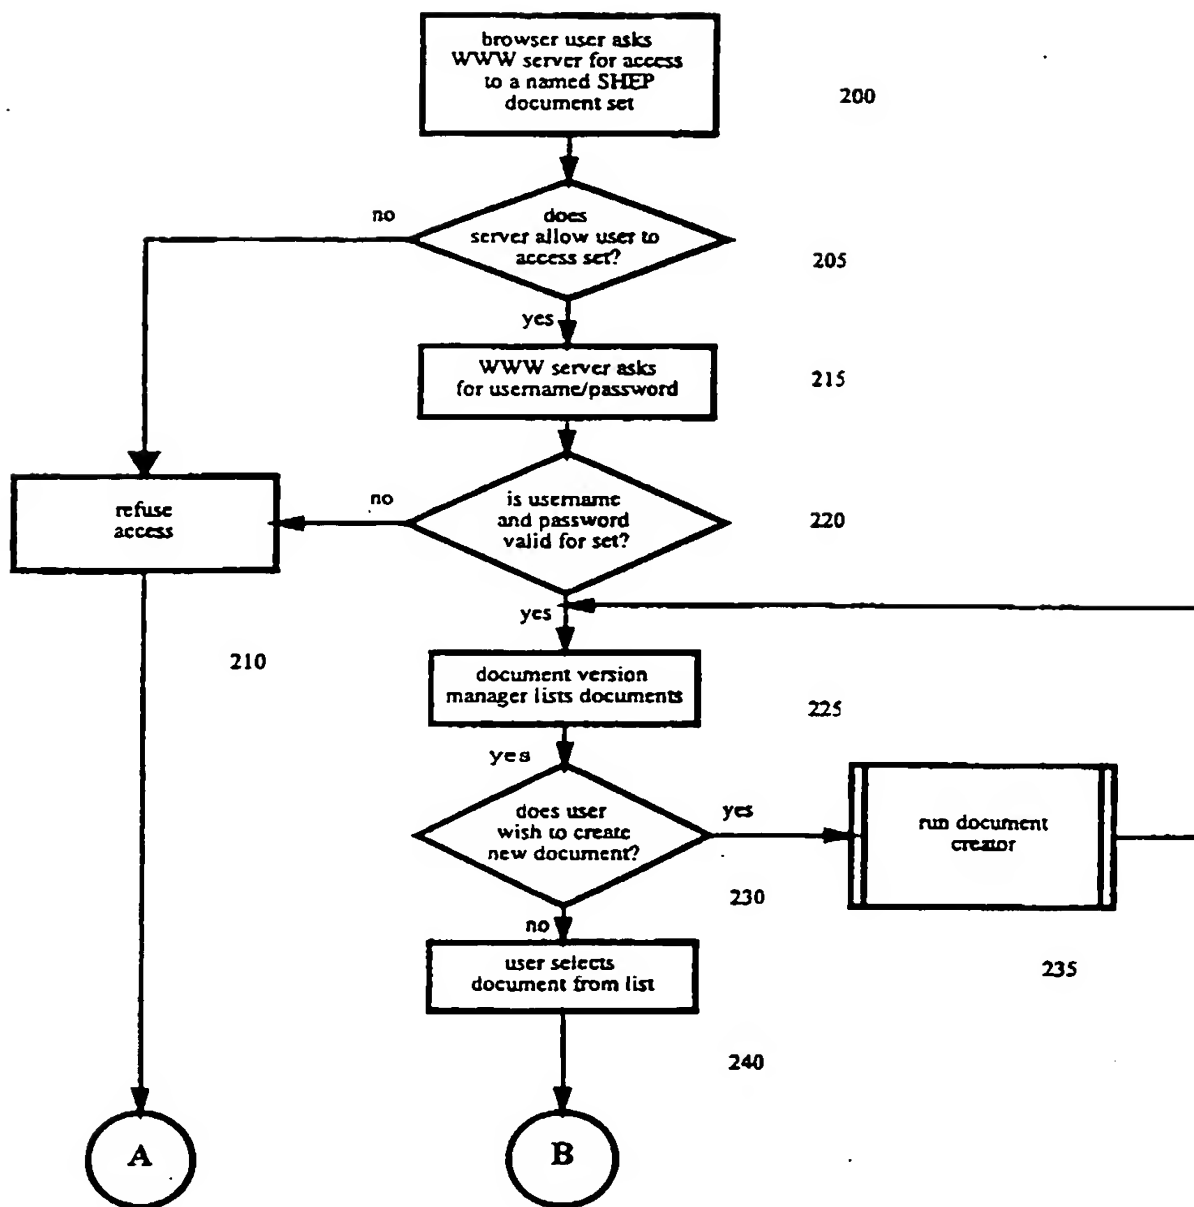 browser user asks
WWW server for access
to a named SHEP
document set
200
no
does
server allow user to
access set?
205
yes
WWW server asks
for username/password
215
refuse
access
no
is username
and password
valid for set?
220
yes
210
document version
manager lists documents
225
yes
does user
wish to create
new document?
yes
run document
creator
230
no
user selects
document from list
235
240
A
B